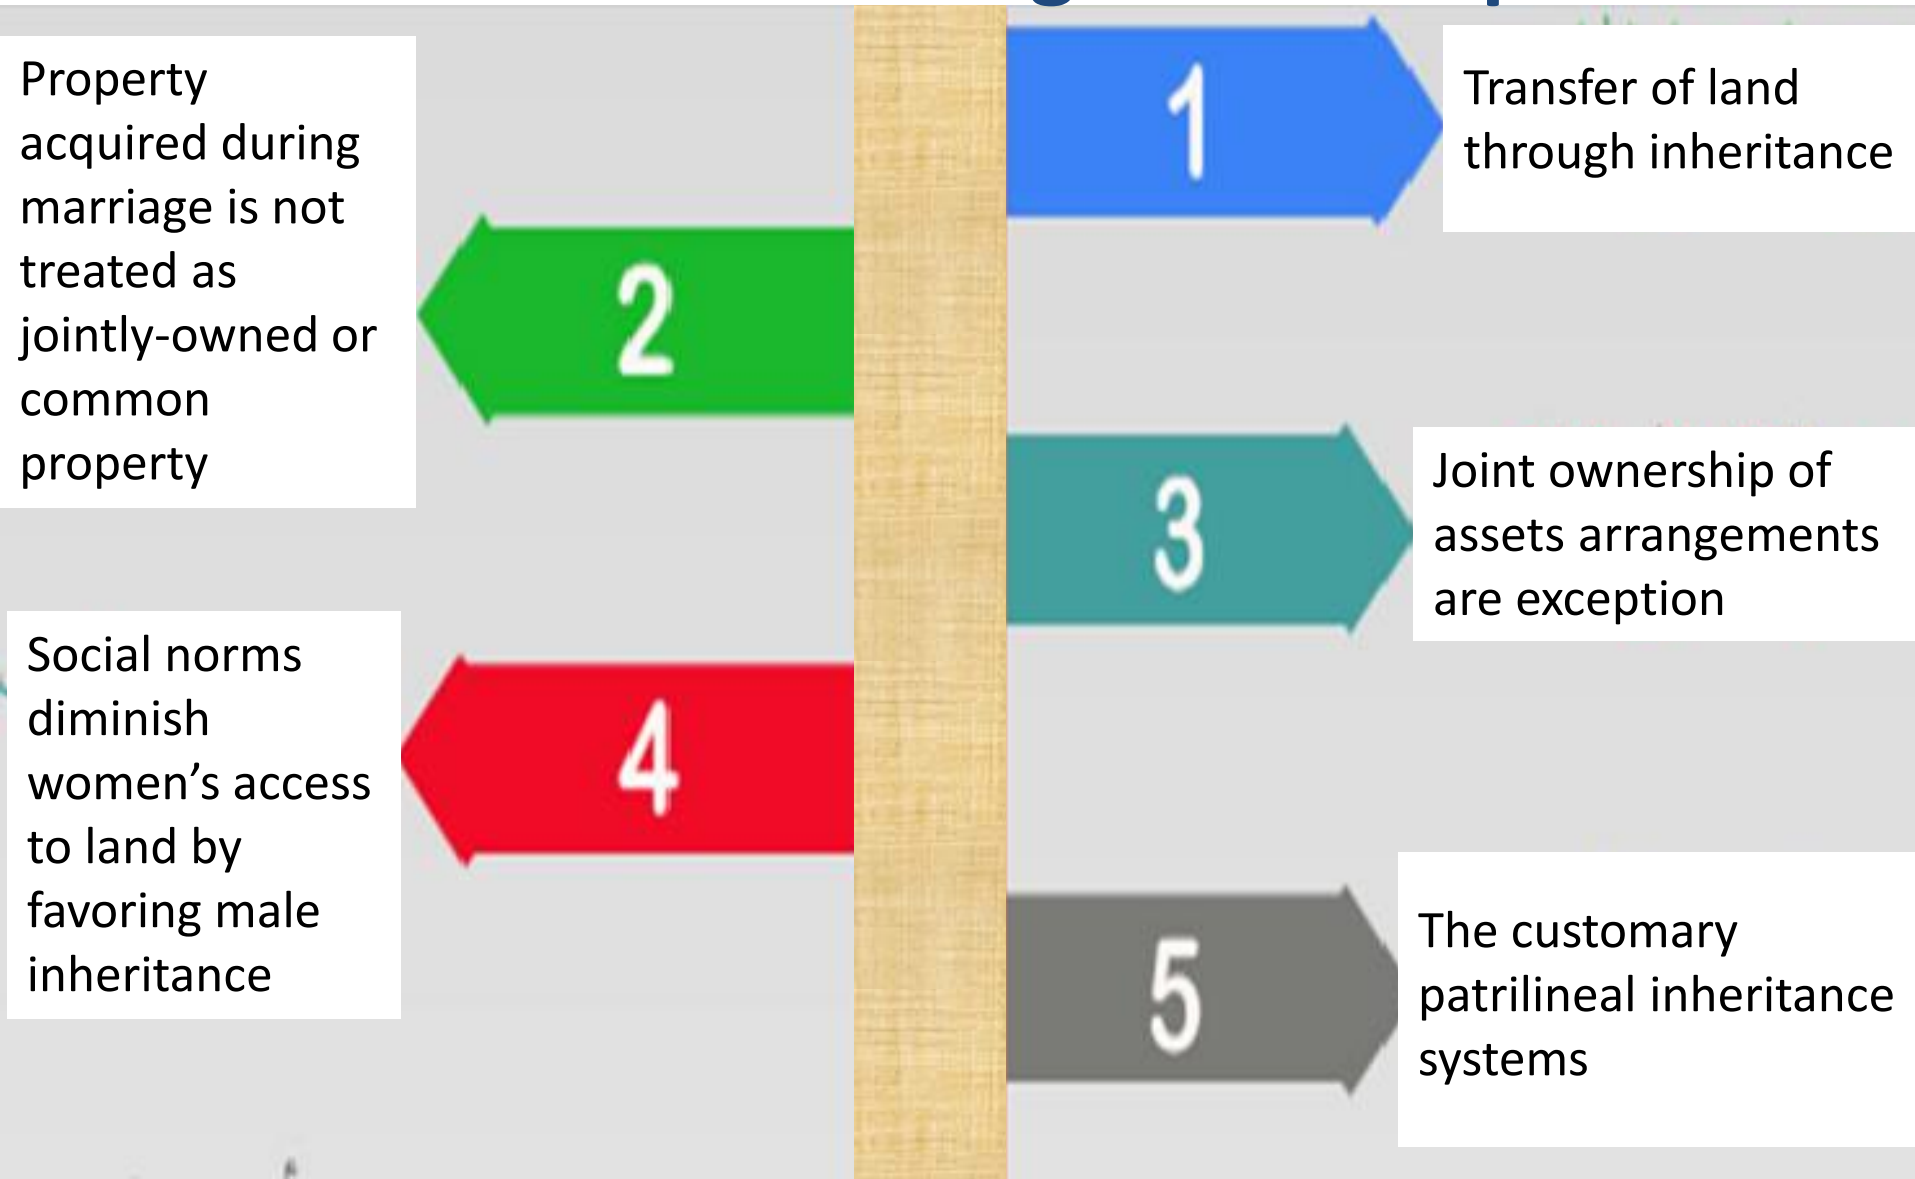 1
Transfer of land
through inheritance
2
Property
acquired during
marriage is not
treated as
jointly-owned or
common
property
3
Joint ownership of
assets arrangements
are exception
4
Social norms
diminish
women’s access
to land by
favoring male
inheritance
5
The customary
patrilineal inheritance
systems